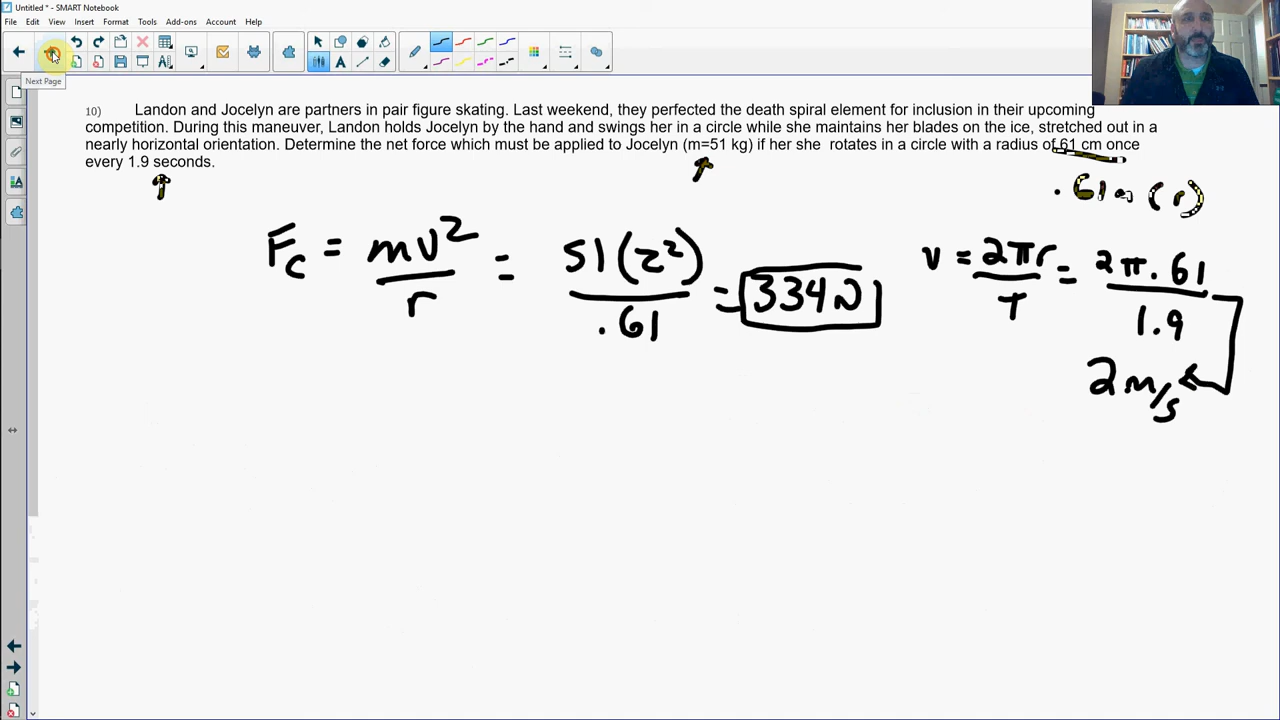 Untitled * - SMART Notebook
File Edit View Insert Format Tools Add-ons Account Help
Next Page
10) Landon and Jocelyn are partners in pair figure skating. Last weekend, they perfected the death spiral element for inclusion in their upcoming
competition. During this maneuver, Landon holds Jocelyn by the hand and swings her in a circle while she maintains her blades on the ice, stretched out in a
nearly horizontal orientation. Determine the net force which must be applied to Jocelyn (m=51 kg) if her she rotates in a circle with a radius of 61 cm once
every 1.9 seconds.
.61m (r)
Fc = mv²/r = 51(2²)/.61 = 334N
v = 2πr/T = 2π.61/1.9
2 m/s